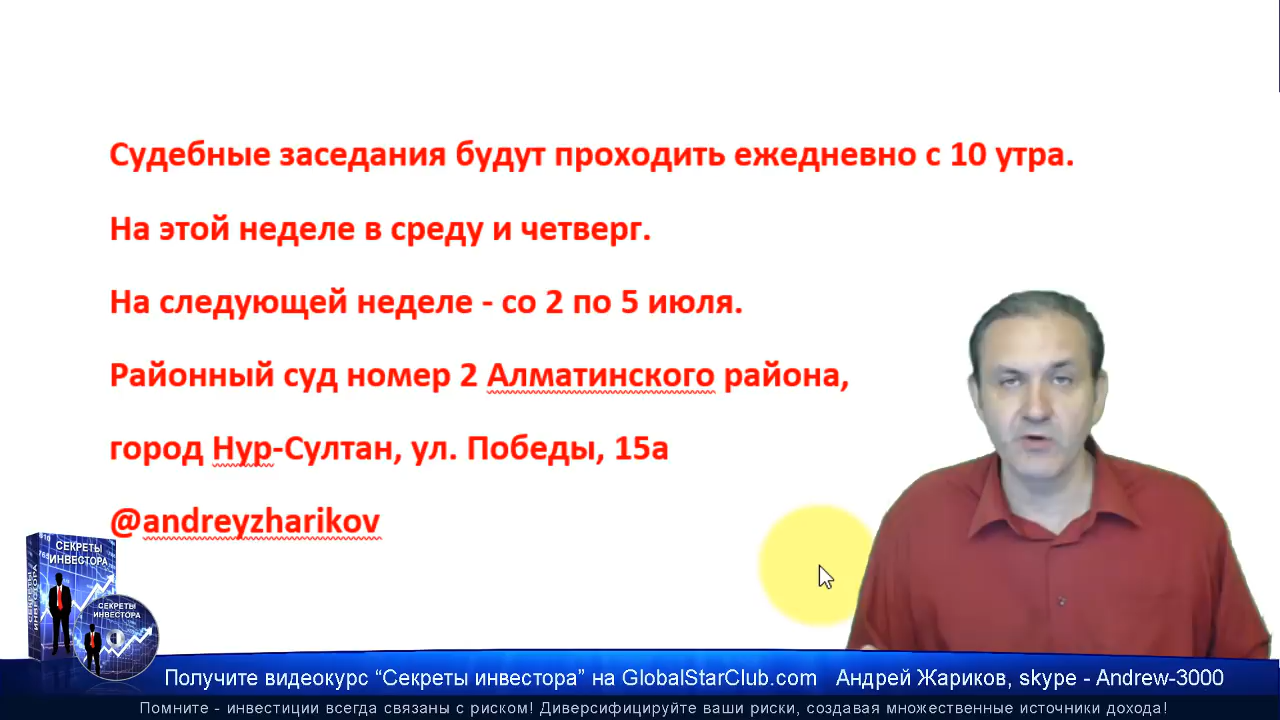 Судебные заседания будут проходить ежедневно с 10 утра.
На этой неделе в среду и четверг.
На следующей неделе - со 2 по 5 июля.
Районный суд номер 2 Алматинского района,
город Нур-Султан, ул. Победы, 15а
@andreyzharikov
СЕКРЕТЫ
ИНВЕСТОРА
СЕКРЕТЫ
ИНВЕСТОРА
Получите видеокурс “Секреты инвестора” на GlobalStarClub.com Андрей Жариков, skype - Andrew-3000
Помните - инвестиции всегда связаны с риском! Диверсифицируйте ваши риски, создавая множественные источники дохода!